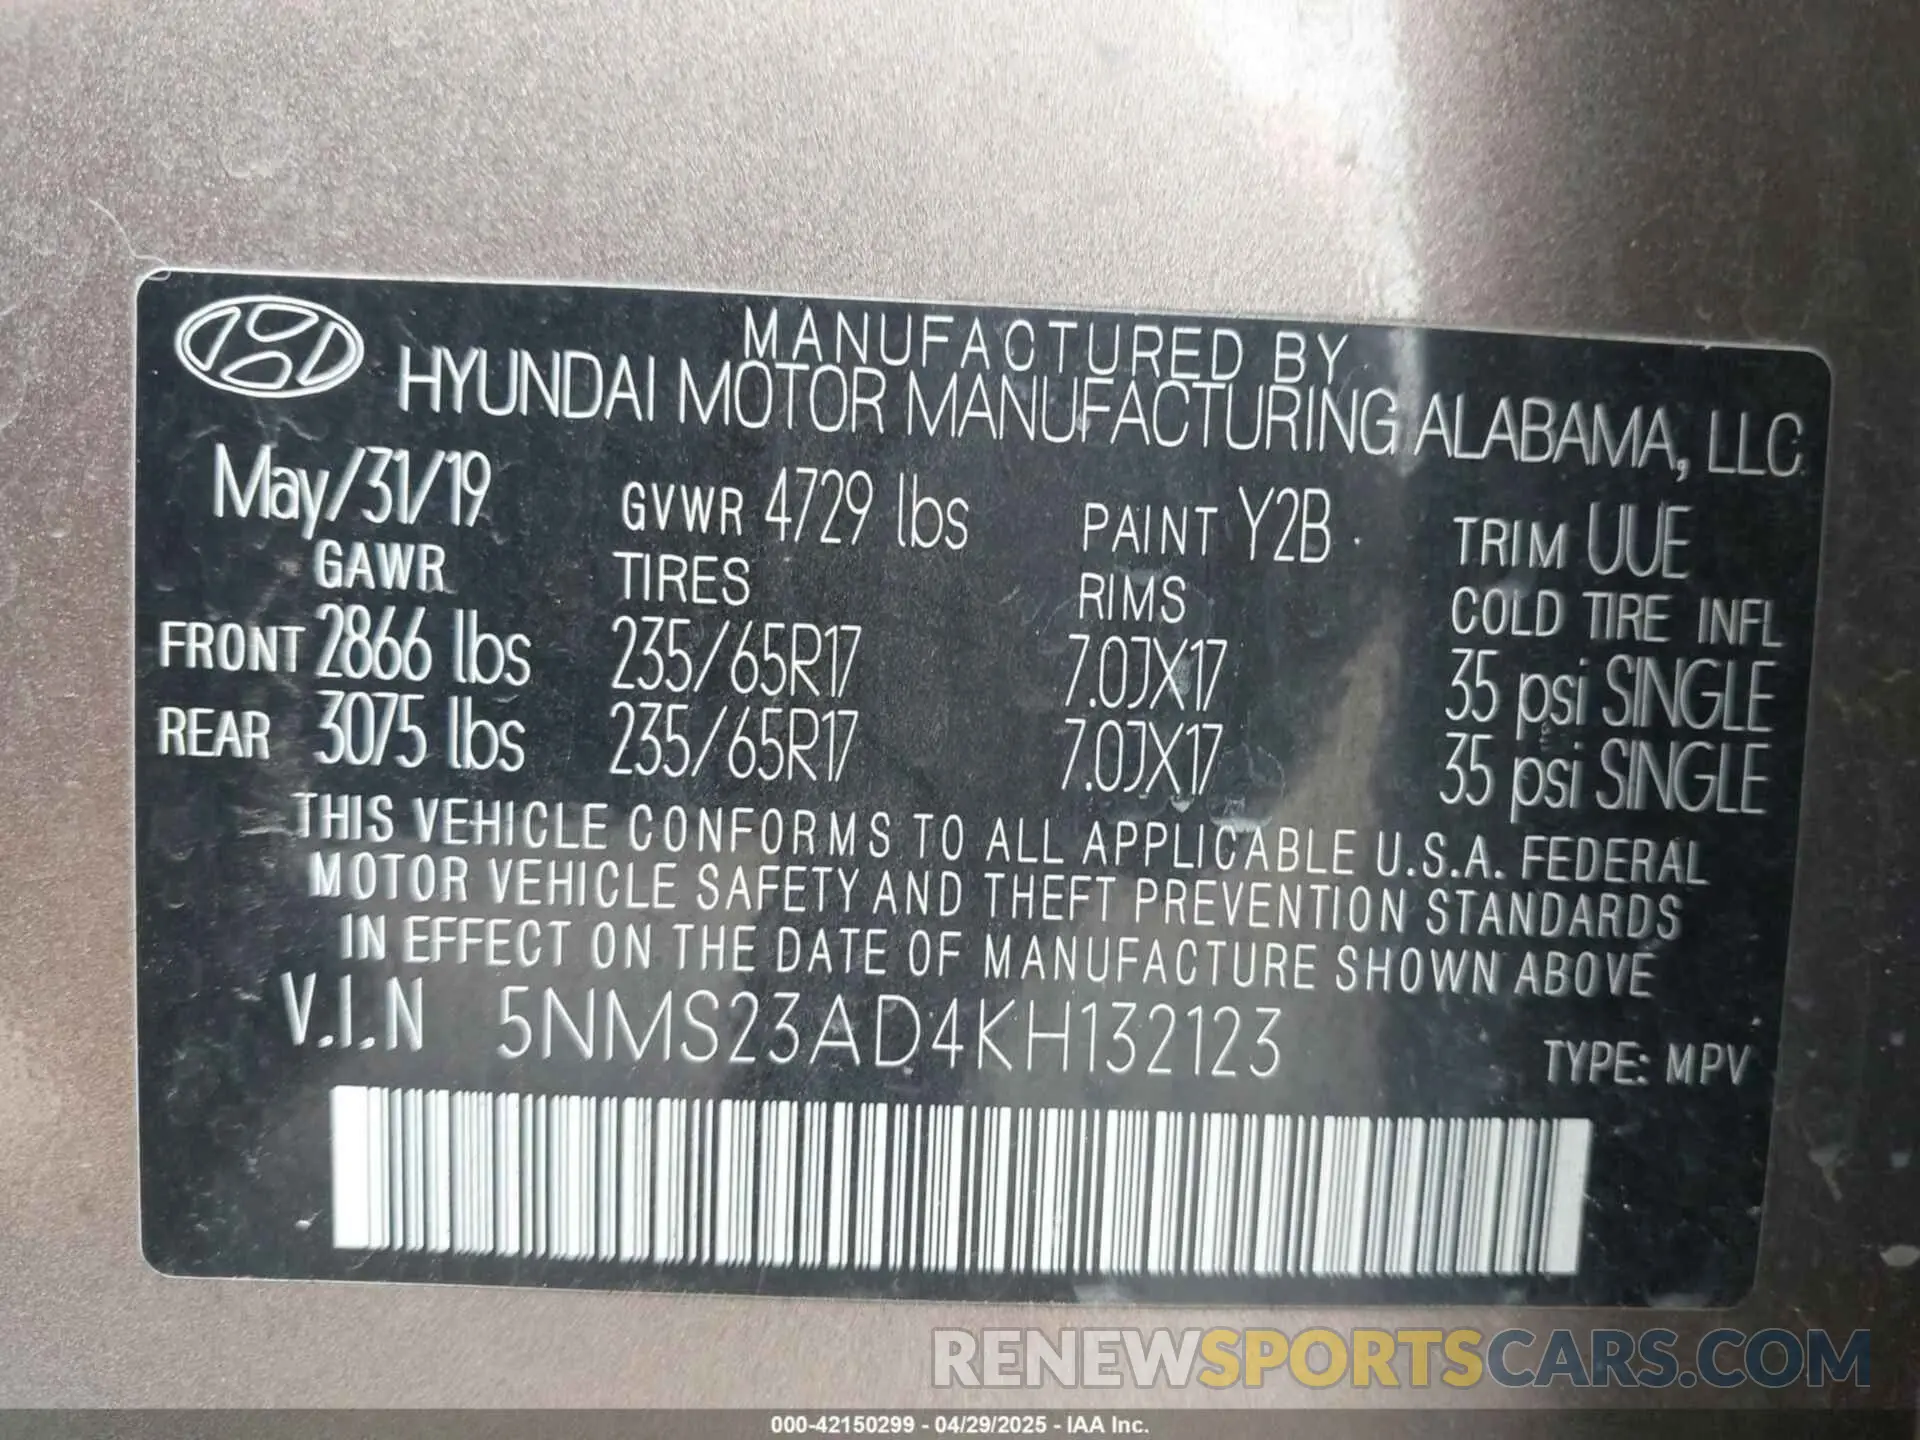 MANUFACTURED BY
HYUNDAI MOTOR MANUFACTURING ALABAMA, LLC
May/31/19 GVWR 4729 lbs PAINT Y2B TRIM UUE
GAWR TIRES RIMS COLD TIRE INFL
FRONT 2866 lbs 235/65R17 7.0JX17 35 psi SINGLE
REAR 3075 lbs 235/65R17 7.0JX17 35 psi SINGLE
THIS VEHICLE CONFORMS TO ALL APPLICABLE U.S.A. FEDERAL
MOTOR VEHICLE SAFETY AND THEFT PREVENTION STANDARDS
IN EFFECT ON THE DATE OF MANUFACTURE SHOWN ABOVE
V.I.N 5NMS23AD4KH132123 TYPE: MPV
RENEWSPORTSCARS.COM
000-42150299 - 04/29/2025 - IAA Inc.